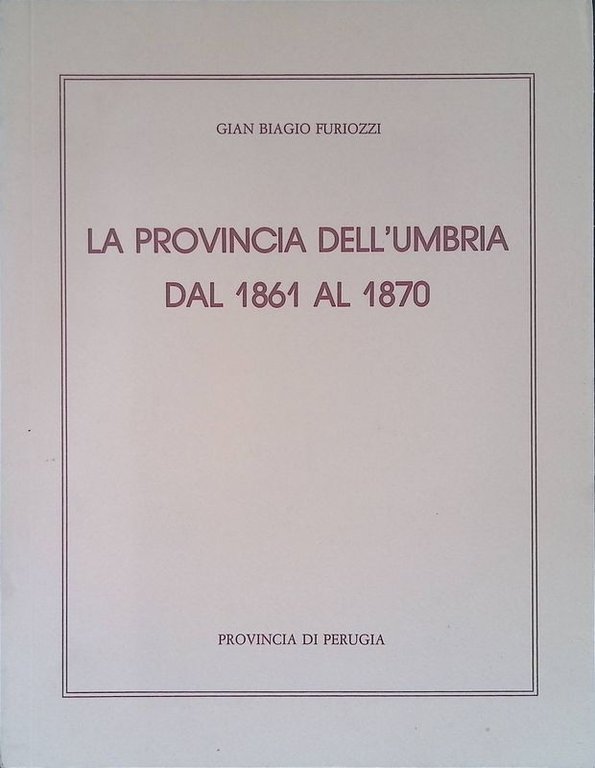 GIAN BIAGIO FURIOZZI
LA PROVINCIA DELL'UMBRIA
DAL 1861 AL 1870
PROVINCIA DI PERUGIA